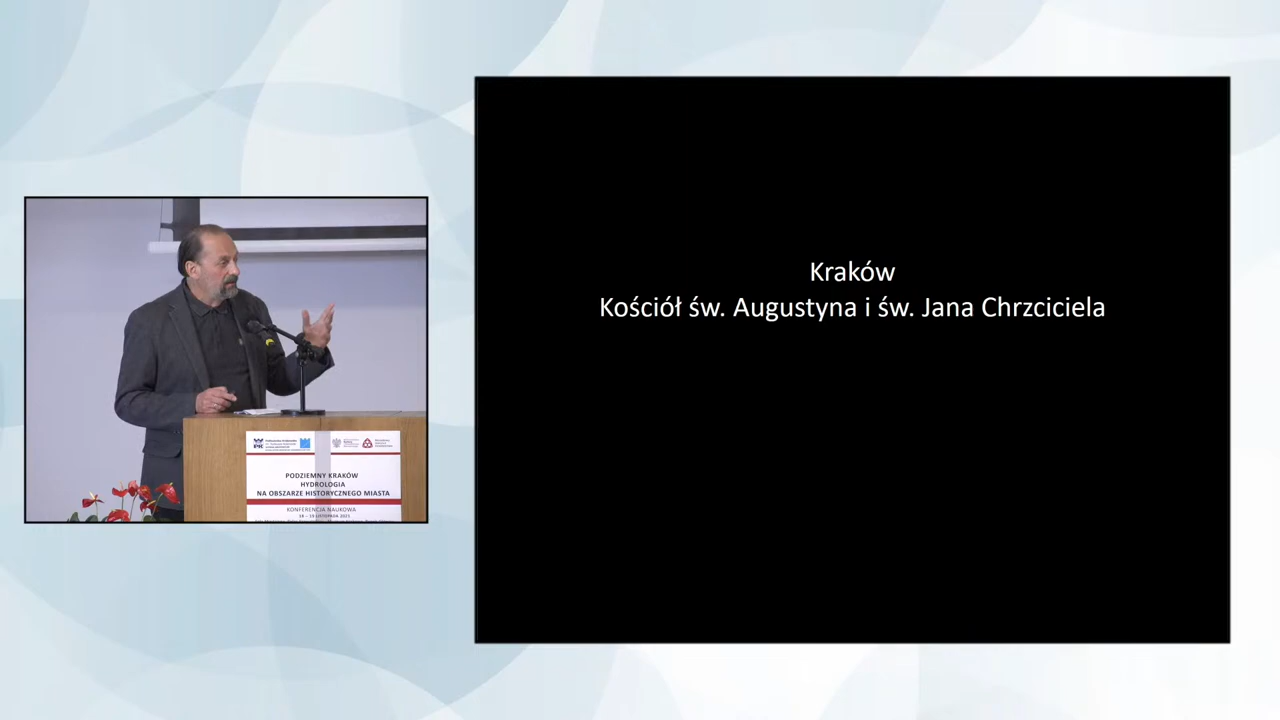 Kraków
Kościół św. Augustyna i św. Jana Chrzciciela
PODZIEMNY KRAKÓW
HYDROLOGIA
NA OBSZARZE HISTORYCZNEGO MIASTA
KONFERENCJA NAUKOWA